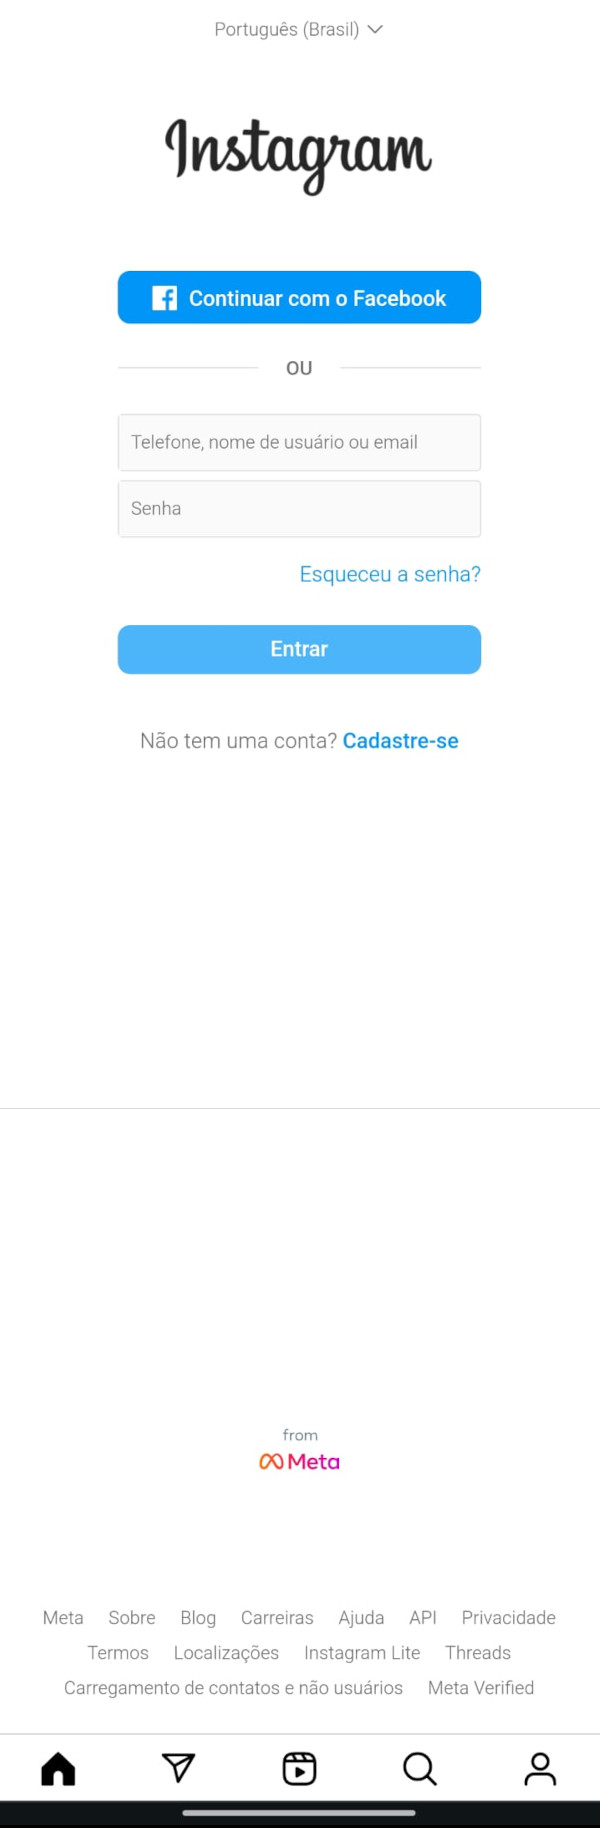 Português (Brasil)
Instagram
Continuar com o Facebook
OU
Telefone, nome de usuário ou email
Senha
Esqueceu a senha?
Entrar
Não tem uma conta? Cadastre-se
from
Meta
Meta Sobre Blog Carreiras Ajuda API Privacidade
Termos Localizações Instagram Lite Threads
Carregamento de contatos e não usuários Meta Verified